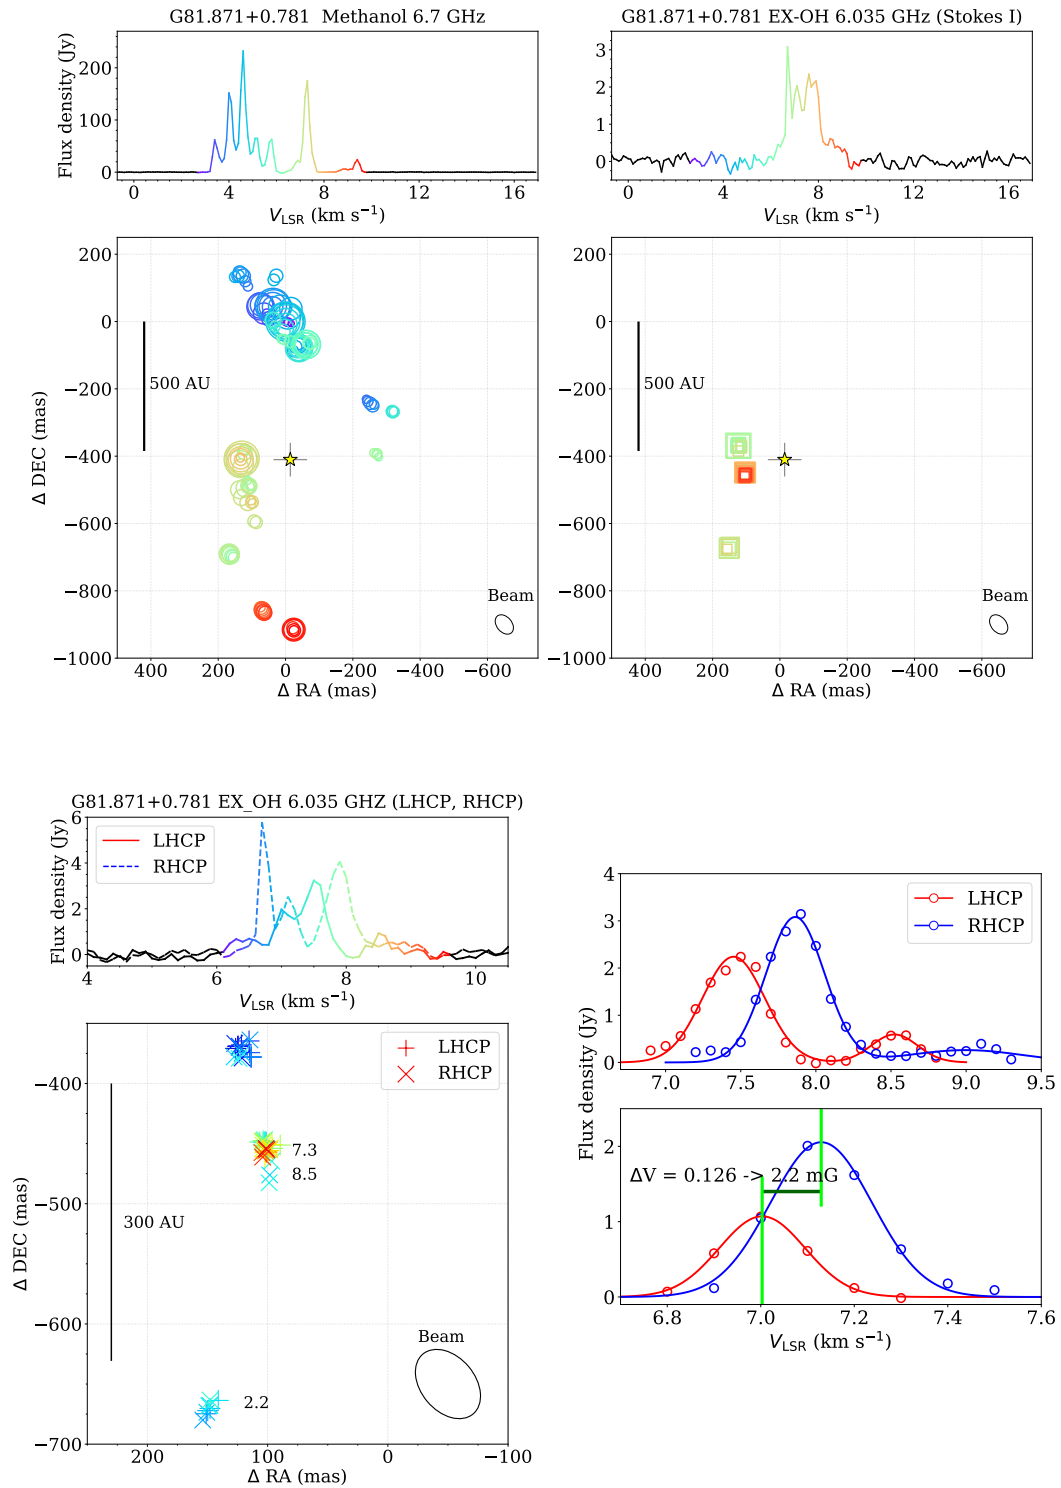 G81.871+0.781  Methanol 6.7 GHz
Flux density (Jy)
200
100
0
0 4 8 12 16
V_LSR (km s⁻¹)
G81.871+0.781 EX-OH 6.035 GHz (Stokes I)
3
2
1
0
0 4 8 12 16
V_LSR (km s⁻¹)
Δ DEC (mas)
200
0
−200
−400
−600
−800
−1000
500 AU
Beam
400 200 0 −200 −400 −600
Δ RA (mas)
200
0
−200
−400
−600
−800
−1000
500 AU
Beam
400 200 0 −200 −400 −600
Δ RA (mas)
G81.871+0.781 EX_OH 6.035 GHZ (LHCP, RHCP)
Flux density (Jy)
6
4
2
0
LHCP
RHCP
4 6 8 10
V_LSR (km s⁻¹)
Δ DEC (mas)
−400
−500
−600
−700
LHCP
RHCP
7.3
8.5
300 AU
Beam
2.2
200 100 0 −100
Δ RA (mas)
Flux density (Jy)
4
3
2
1
0
LHCP
RHCP
7.0 7.5 8.0 8.5 9.0 9.5
2
1
0
ΔV = 0.126 -> 2.2 mG
6.8 7.0 7.2 7.4 7.6
V_LSR (km s⁻¹)